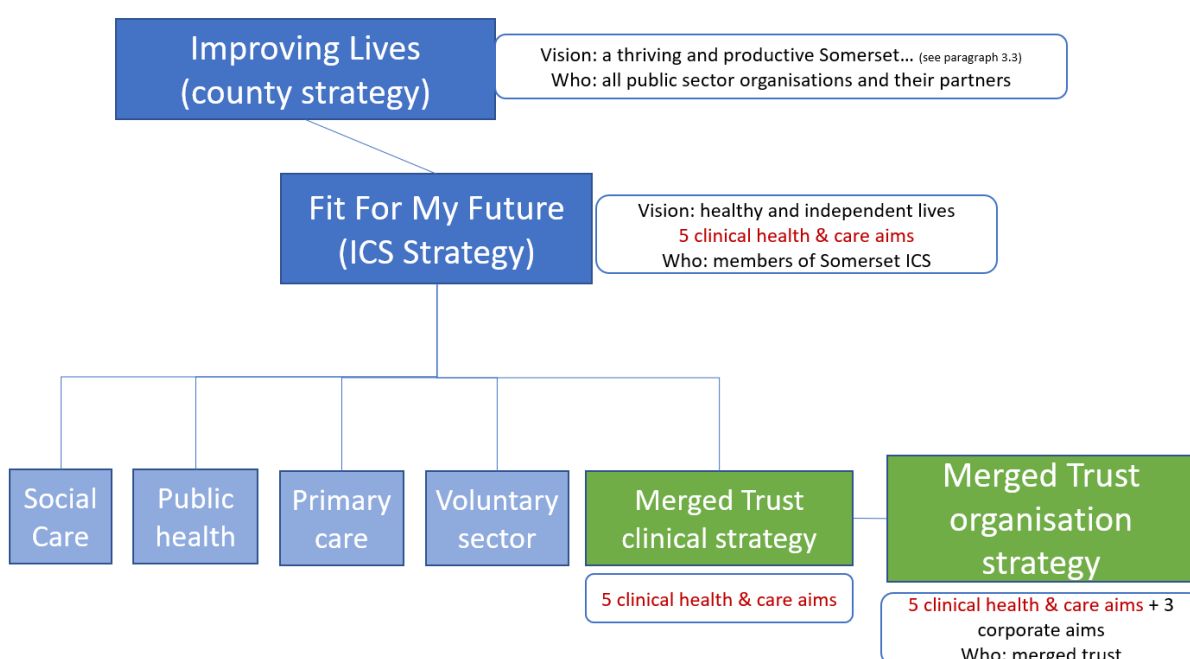 Improving Lives
(county strategy)
Vision: a thriving and productive Somerset... (see paragraph 3.3)
Who: all public sector organisations and their partners
Fit For My Future
(ICS Strategy)
Vision: healthy and independent lives
5 clinical health & care aims
Who: members of Somerset ICS
Social
Care
Public
health
Primary
care
Voluntary
sector
Merged Trust
clinical strategy
Merged Trust
organisation
strategy
5 clinical health & care aims
5 clinical health & care aims + 3
corporate aims
Who: merged trust